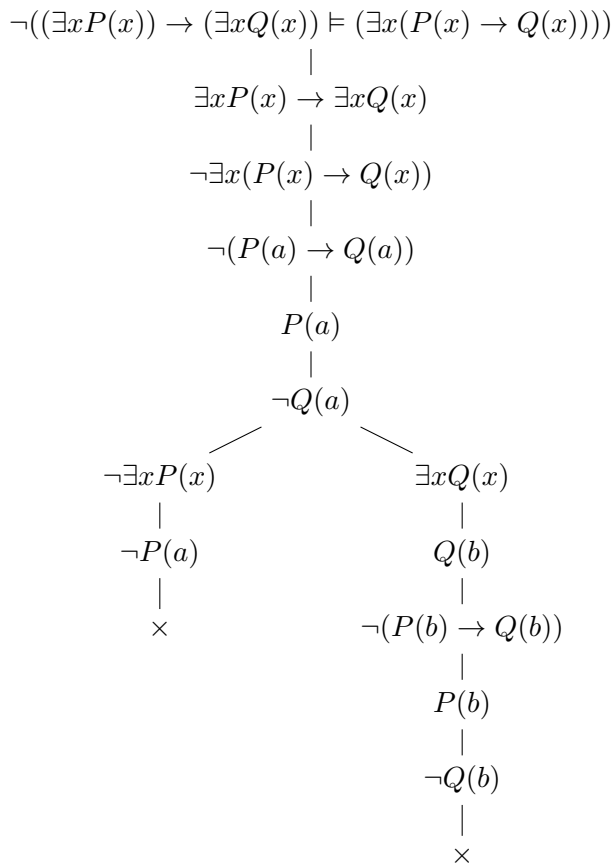 ¬((∃xP(x)) → (∃xQ(x)) ⊨ (∃x(P(x) → Q(x))))
∃xP(x) → ∃xQ(x)
¬∃x(P(x) → Q(x))
¬(P(a) → Q(a))
P(a)
¬Q(a)
¬∃xP(x) ∃xQ(x)
¬P(a) Q(b)
× ¬(P(b) → Q(b))
P(b)
¬Q(b)
×